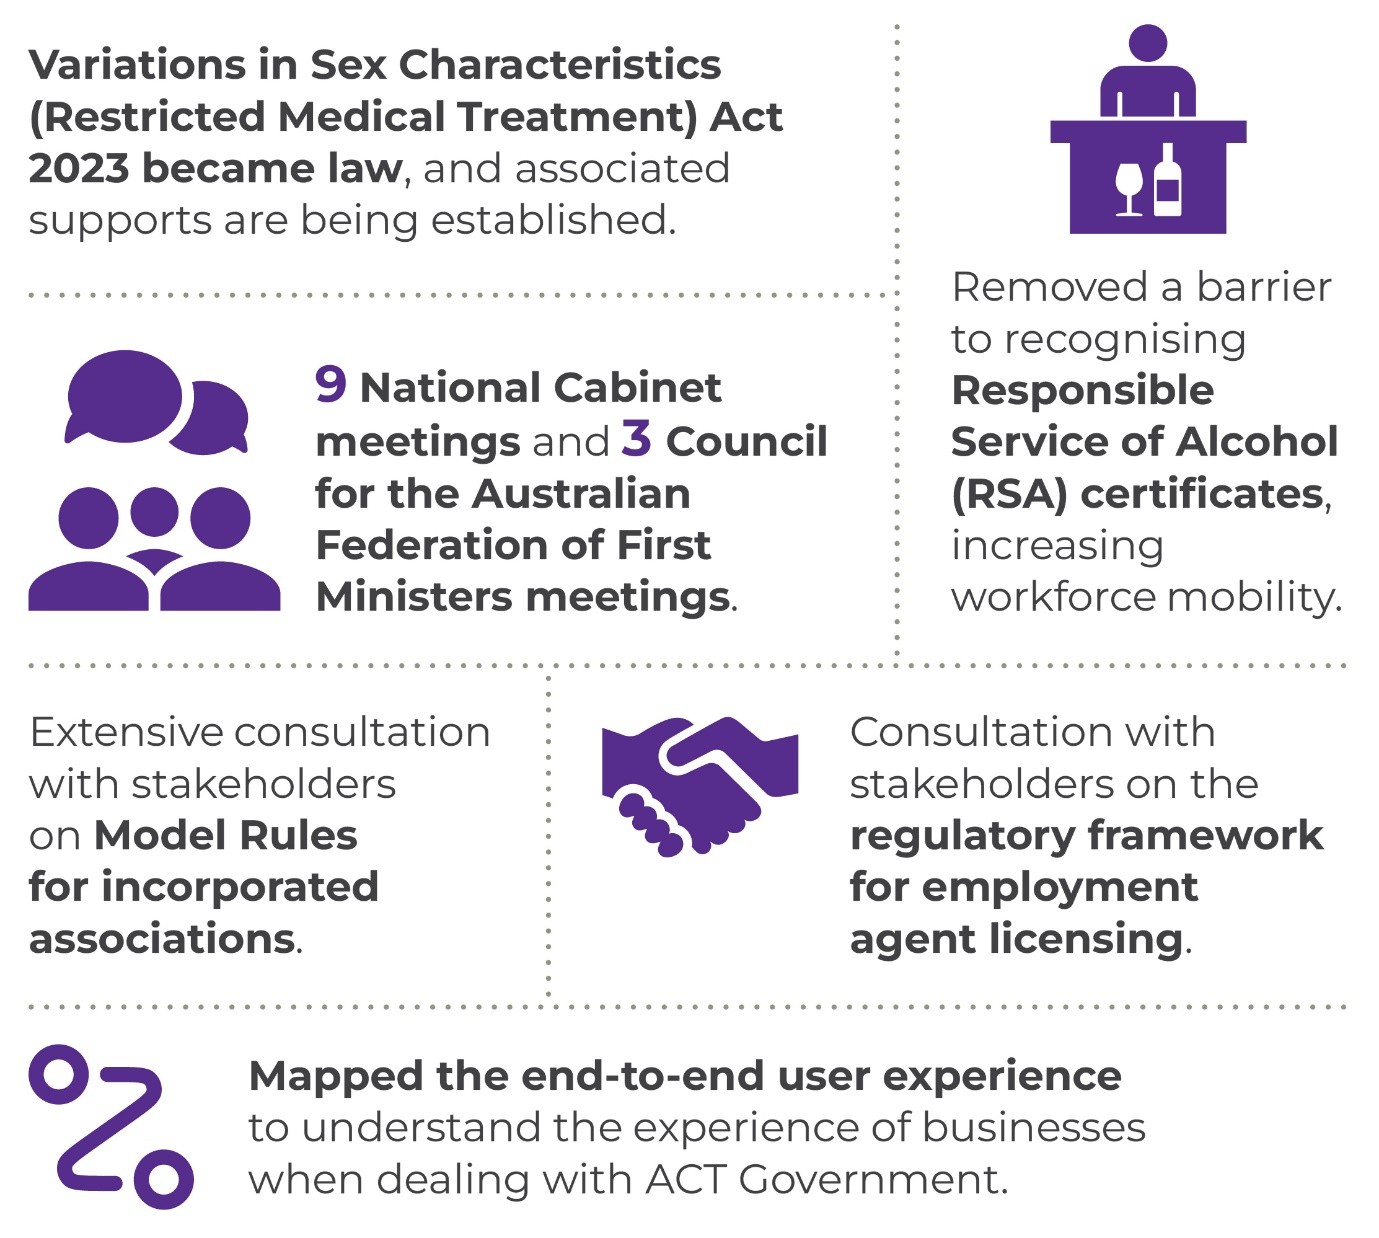 Variations in Sex Characteristics
(Restricted Medical Treatment) Act
2023 became law, and associated
supports are being established.
Removed a barrier
to recognising
Responsible
Service of Alcohol
(RSA) certificates,
increasing
workforce mobility.
9 National Cabinet
meetings and 3 Council
for the Australian
Federation of First
Ministers meetings.
Extensive consultation
with stakeholders
on Model Rules
for incorporated
associations.
Consultation with
stakeholders on the
regulatory framework
for employment
agent licensing.
Mapped the end-to-end user experience
to understand the experience of businesses
when dealing with ACT Government.